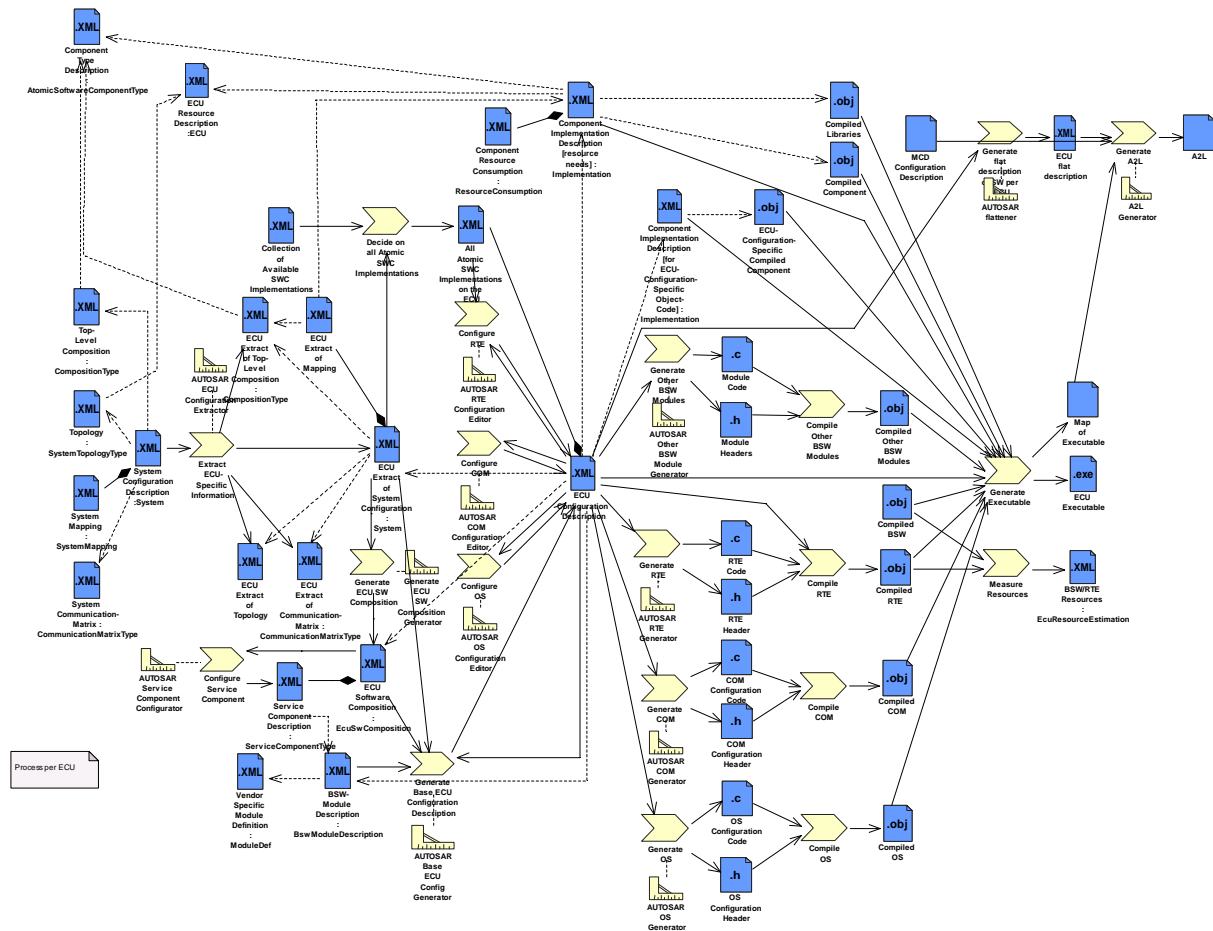 .XML
Component
Type
Description
:
AtomicSoftwareComponentType
.XML
ECU
Resource
Description
:ECU
.XML
Component
Resource
Consumption
:
ResourceConsumption
.XML
Component
Implementation
Description
[resource
needs] :
Implementation
.obj
Compiled
Libraries
.obj
Compiled
Component
MCD
Configuration
Description
Generate
flat
description
per
AUTOSAR
flattener
.XML
ECU
flat
description
Generate
A2L
A2L
Generator
A2L
.XML
Collection
of
Available
SWC
Implementations
Decide on
all Atomic
SWC
Implementations
.XML
All
Atomic
SWC
Implementations
on the
ECU
.XML
Component
Implementation
Description
[for
ECU-
Configuration-
Specific
Object-
Code] :
Implementation
.obj
ECU-
Configuration-
Specific
Compiled
Component
.XML
Top-
Level
Composition
:
CompositionType
.XML
ECU
Extract
of Top-
Level
Composition
:
CompositionType
.XML
ECU
Extract
of
Mapping
AUTOSAR
ECU
Configuration
Extractor
Configure
RTE
AUTOSAR
RTE
Configuration
Editor
Generate
Other
BSW
Modules
AUTOSAR
Other
BSW
Module
Generator
.c
Module
Code
.h
Module
Headers
Compile
Other BSW
Modules
.obj
Compiled
Other
BSW
Modules
Map
of
Executable
.XML
Topology
:
SystemTopologyType
.XML
System
Configuration
Description
:System
Extract
ECU-
Specific
Information
.XML
ECU
Extract
of
System
Configuration
:
System
Configure
COM
AUTOSAR
COM
Configuration
Editor
.XML
ECU
Configuration
Description
Generate
Executable
.exe
ECU
Executable
.XML
System
Mapping
:
SystemMapping
.obj
Compiled
BSW
.XML
System
Communication-
Matrix :
CommunicationMatrixType
.XML
ECU
Extract
of
Topology
.XML
ECU
Extract
of
Communication-
Matrix :
CommunicationMatrixType
Generate
ECU SW
Composition
Generate
ECU
SW
Composition
Generator
Configure
OS
AUTOSAR
OS
Configuration
Editor
Generate
RTE
AUTOSAR
RTE
Generator
.c
RTE
Code
.h
RTE
Header
Compile
RTE
.obj
Compiled
RTE
Measure
Resources
.XML
BSW/RTE
Resources :
EcuResourceEstimation
AUTOSAR
Service
Component
Configurator
Configure
Service
Component
.XML
Service
Component
Description
:
ServiceComponentType
.XML
ECU
Software
Composition
:
EcuSwComposition
Generate
COM
AUTOSAR
COM
Generator
.c
COM
Configuration
Code
.h
COM
Configuration
Header
Compile
COM
.obj
Compiled
COM
Process per ECU
.XML
Vendor
Specific
Module
Definition
:
ModuleDef
.XML
BSW-
Module
Description :
BswModuleDescription
Generate
Base ECU
Configration
Description
AUTOSAR
Base
ECU
Config
Generator
Generate
OS
AUTOSAR
OS
Generator
.c
OS
Configuration
Code
.h
OS
Configuration
Header
Compile
OS
.obj
Compiled
OS